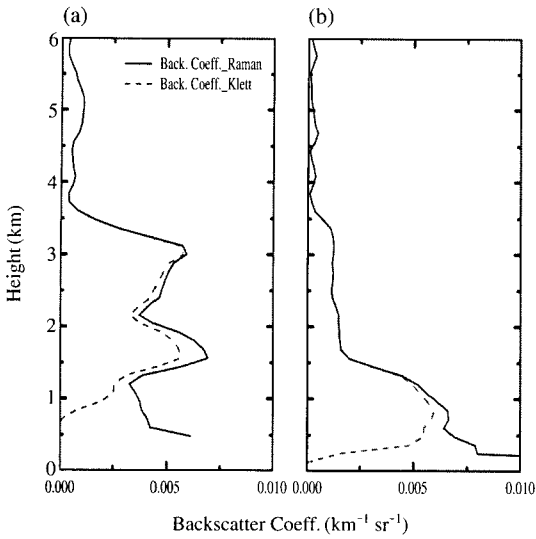 (a)
(b)
6
5
4
3
2
1
0
Height (km)
Back. Coeff._Raman
Back. Coeff._Klett
0.000
0.005
0.010
0.000
0.005
0.010
Backscatter Coeff. (km⁻¹ sr⁻¹)